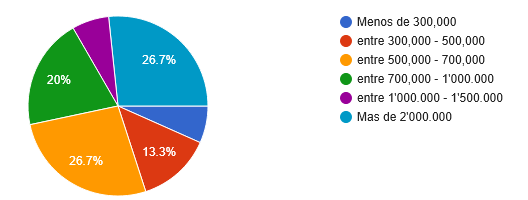 26.7%
20%
13.3%
26.7%
Menos de 300,000
entre 300,000 - 500,000
entre 500,000 - 700,000
entre 700,000 - 1'000.000
entre 1'000.000 - 1'500.000
Mas de 2'000.000